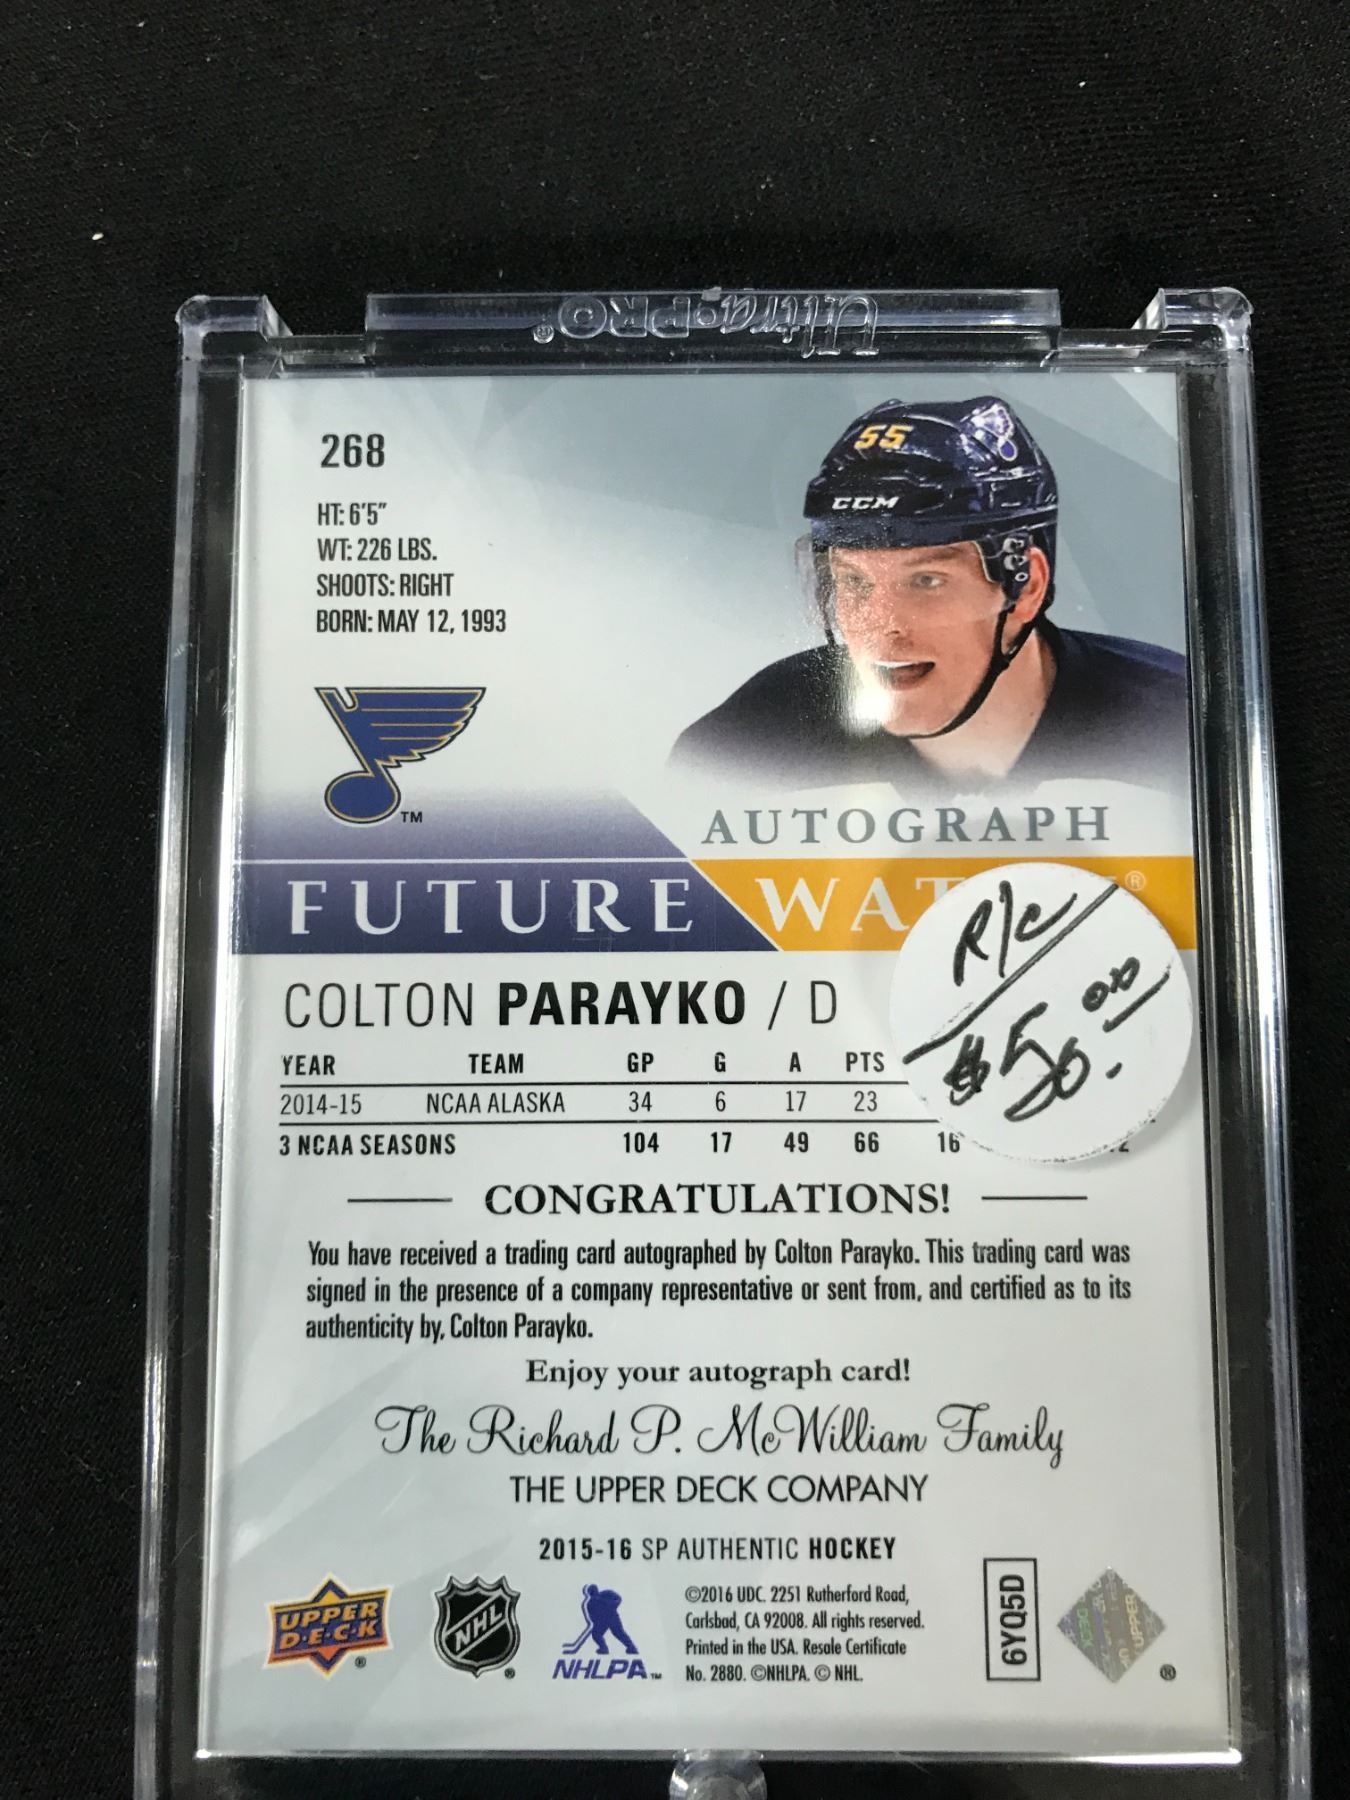 Ultra·PRO®
268
HT: 6'5"
WT: 226 LBS.
SHOOTS: RIGHT
BORN: MAY 12, 1993
55
CCM
TM
AUTOGRAPH
FUTURE WAT ®
R/C
$50.00
COLTON PARAYKO / D
YEAR TEAM GP G A PTS
2014-15 NCAA ALASKA 34 6 17 23
3 NCAA SEASONS 104 17 49 66 16
CONGRATULATIONS!
You have received a trading card autographed by Colton Parayko. This trading card was
signed in the presence of a company representative or sent from, and certified as to its
authenticity by, Colton Parayko.
Enjoy your autograph card!
The Richard P. McWilliam Family
THE UPPER DECK COMPANY
2015-16 SP AUTHENTIC HOCKEY
UPPER
D·E·C·K
®
NHL
®
NHLPA™
©2016 UDC. 2251 Rutherford Road,
Carlsbad, CA 92008. All rights reserved.
Printed in the USA. Resale Certificate
No. 2880. ©NHLPA. © NHL.
6YQ5D
UPPER
®